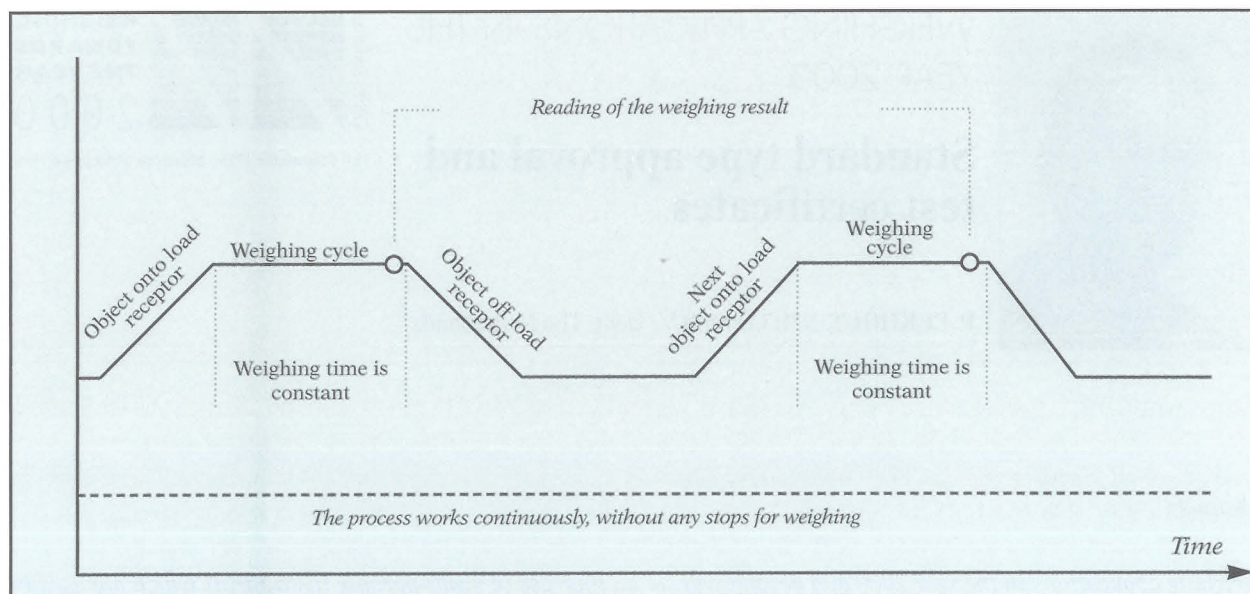 Reading of the weighing result
Object onto load
receptor
Weighing cycle
Object off load
receptor
Next
object onto load
receptor
Weighing
cycle
Weighing time is
constant
Weighing time is
constant
The process works continuously, without any stops for weighing
Time
Standard type approval and
test certificates